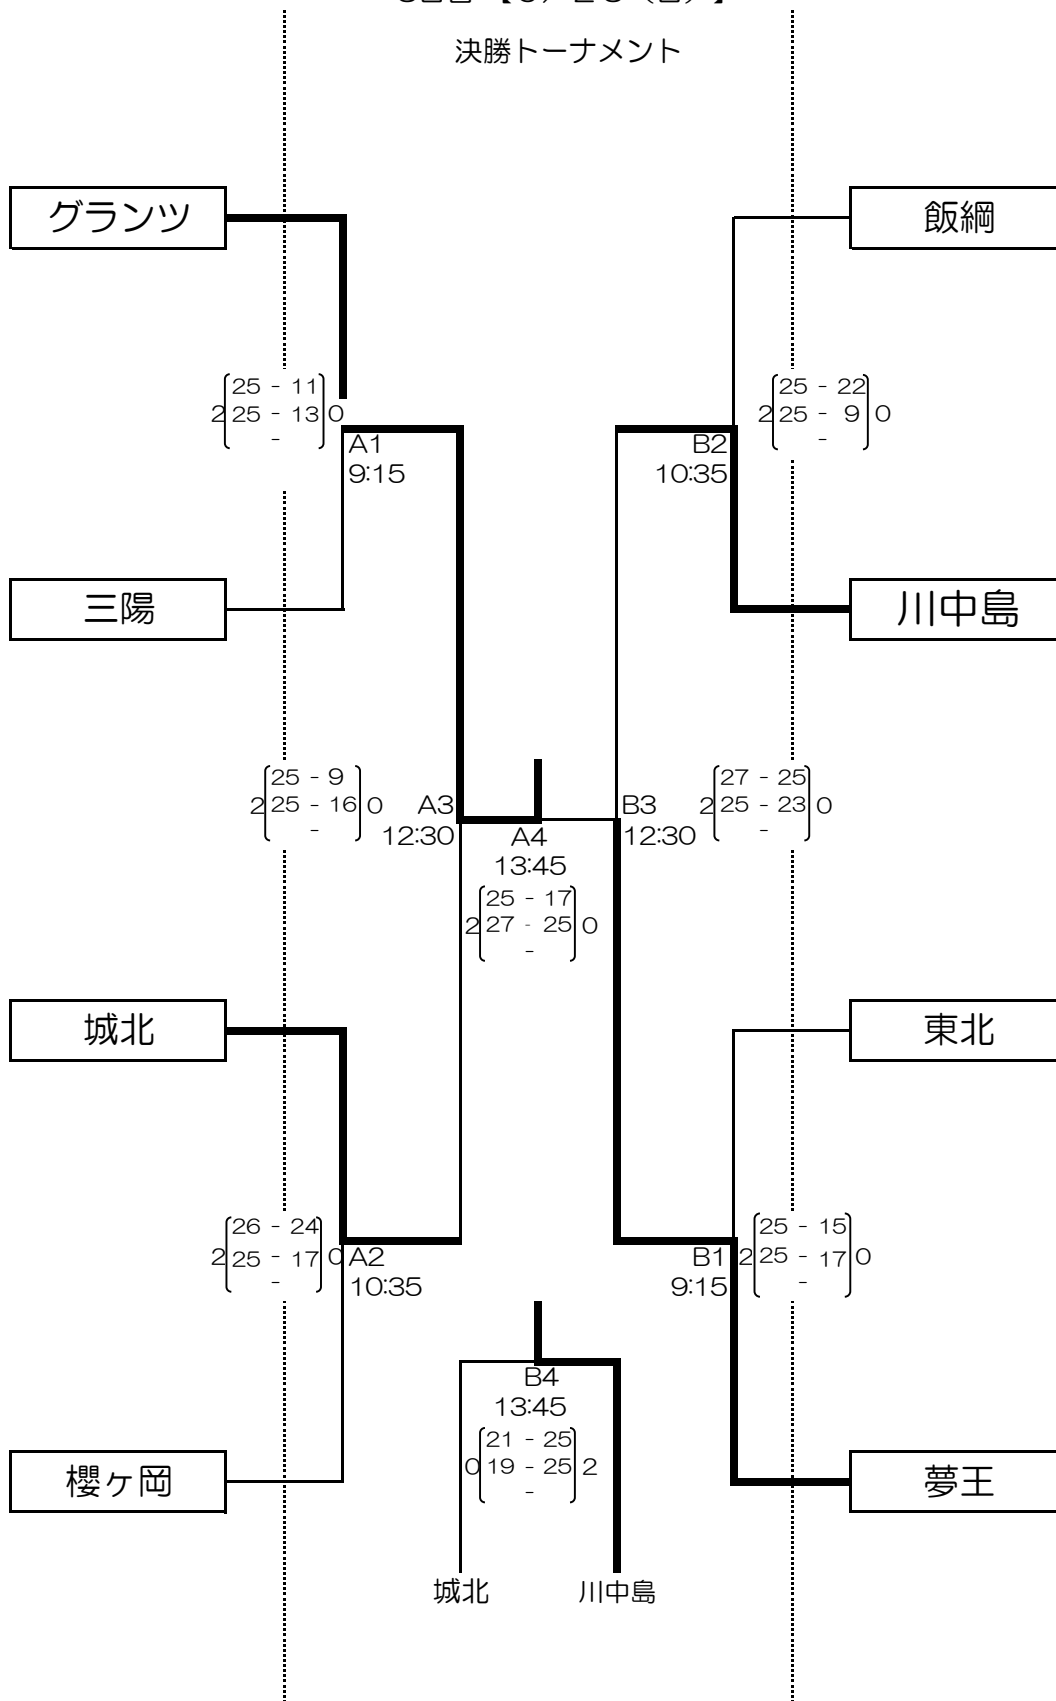 決勝トーナメント
グランツ
飯綱
25 - 11
2 25 - 13 0
-
A1
9:15
B2
10:35
25 - 22
2 25 - 9 0
-
三陽
川中島
25 - 9
2 25 - 16 0
-
A3
12:30
A4
13:45
25 - 17
2 27 - 25 0
-
B3
12:30
27 - 25
2 25 - 23 0
-
城北
東北
26 - 24
2 25 - 17 0
-
A2
10:35
B1
9:15
25 - 15
2 25 - 17 0
-
B4
13:45
21 - 25
0 19 - 25 2
-
櫻ヶ岡
夢王
城北
川中島